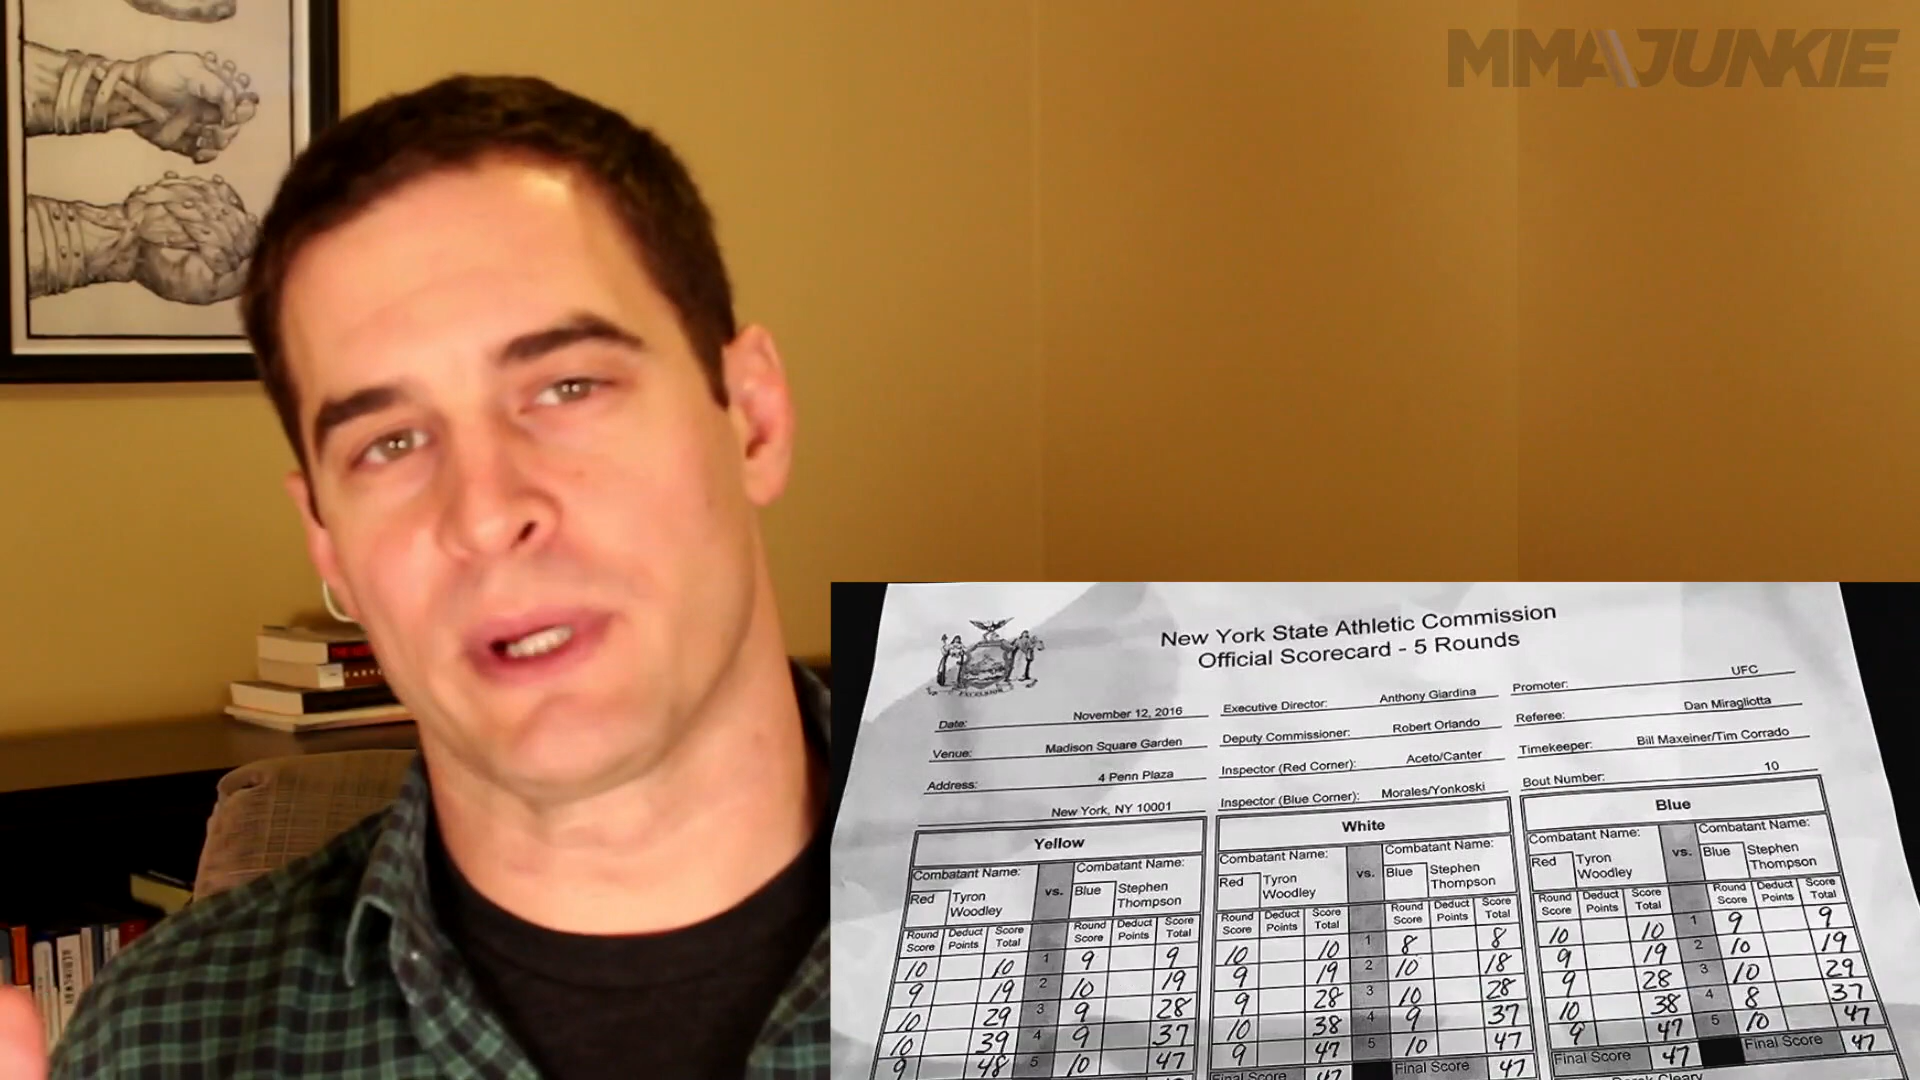 MMAJUNKIE
New York State Athletic Commission
Official Scorecard - 5 Rounds
Date: November 12, 2016 Executive Director: Anthony Giardina Promoter: UFC
Venue: Madison Square Garden Deputy Commissioner: Robert Orlando Referee: Dan Miragliotta
Address: 4 Penn Plaza Inspector (Red Corner): Aceto/Canter Timekeeper: Bill Maxeiner/Tim Corrado
New York, NY 10001 Inspector (Blue Corner): Morales/Yonkoski Bout Number: 10
Yellow White Blue
Combatant Name: vs. Combatant Name: Combatant Name: vs. Combatant Name: Combatant Name: vs. Combatant Name:
Red Tyron Blue Stephen Red Tyron Blue Stephen Red Tyron Blue Stephen
Woodley Thompson Woodley Thompson Woodley Thompson
Round Deduct Score Round Deduct Score Round Deduct Score Round Deduct Score Round Deduct Score Round Deduct Score
Score Points Total Score Points Total Score Points Total Score Points Total Score Points Total Score Points Total
10 10 1 9 9 10 10 1 8 8 10 10 1 9 9
9 19 2 10 19 9 19 2 10 18 9 19 2 10 19
10 29 3 9 28 9 28 3 10 28 9 28 3 10 29
10 39 4 9 37 10 38 4 9 37 10 38 4 8 37
9 48 5 10 47 9 47 5 10 47 9 47 5 10 47
Final Score 47 Final Score 47 Final Score 47 Final Score 47